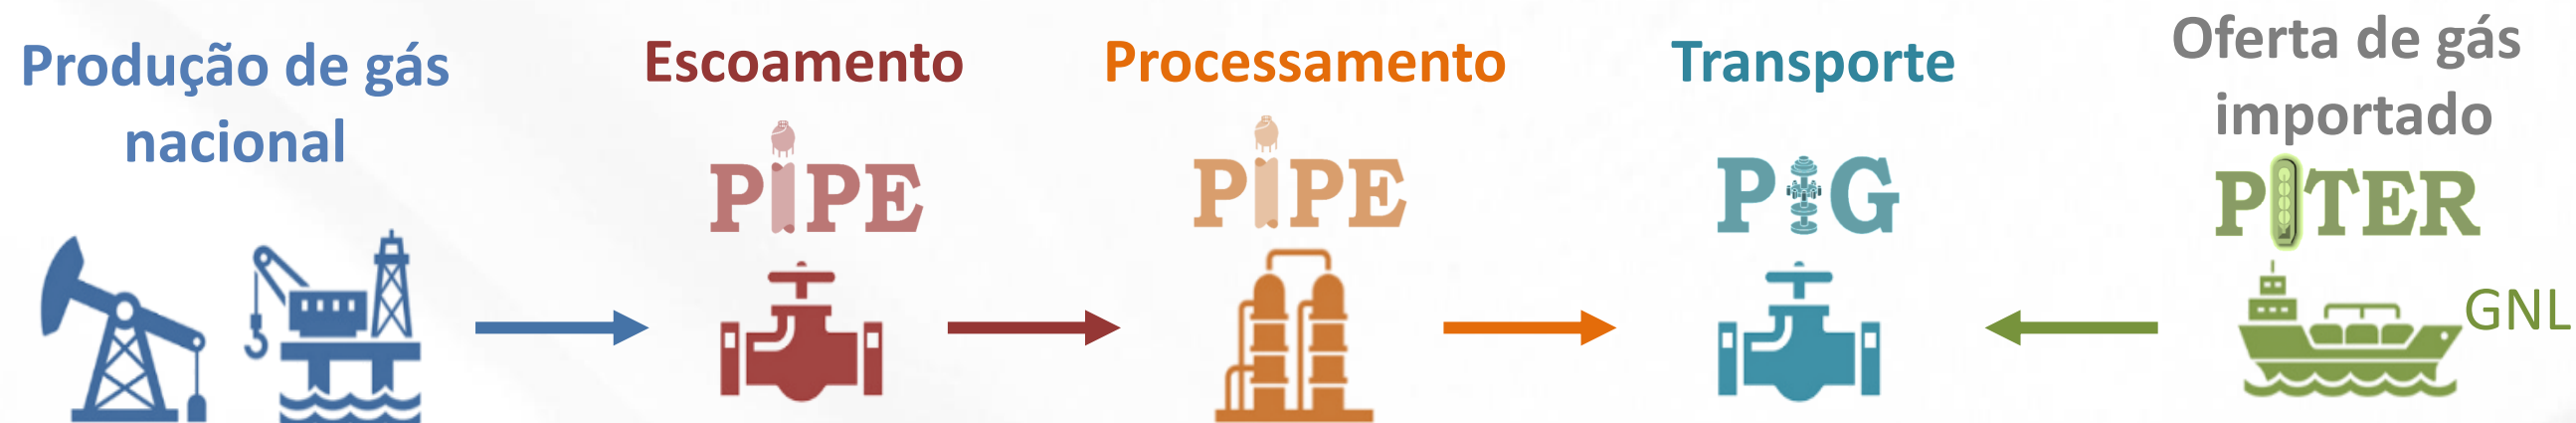 Produção de gás
nacional
Escoamento
PIPE
Processamento
PIPE
Transporte
PIG
Oferta de gás
importado
PITER
GNL